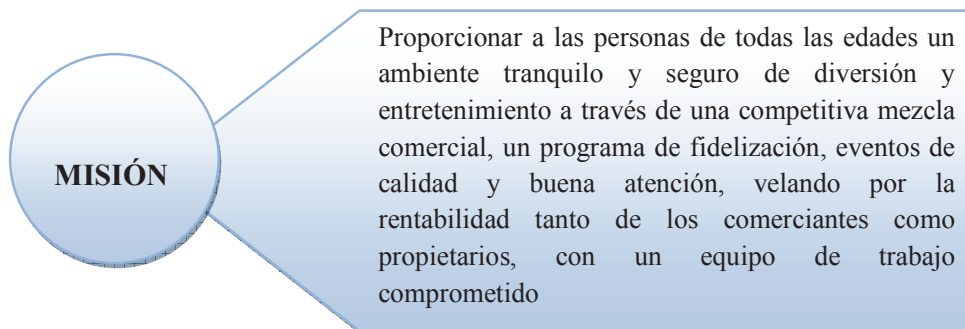 MISIÓN
Proporcionar a las personas de todas las edades un
ambiente tranquilo y seguro de diversión y
entretenimiento a través de una competitiva mezcla
comercial, un programa de fidelización, eventos de
calidad y buena atención, velando por la
rentabilidad tanto de los comerciantes como
propietarios, con un equipo de trabajo
comprometido